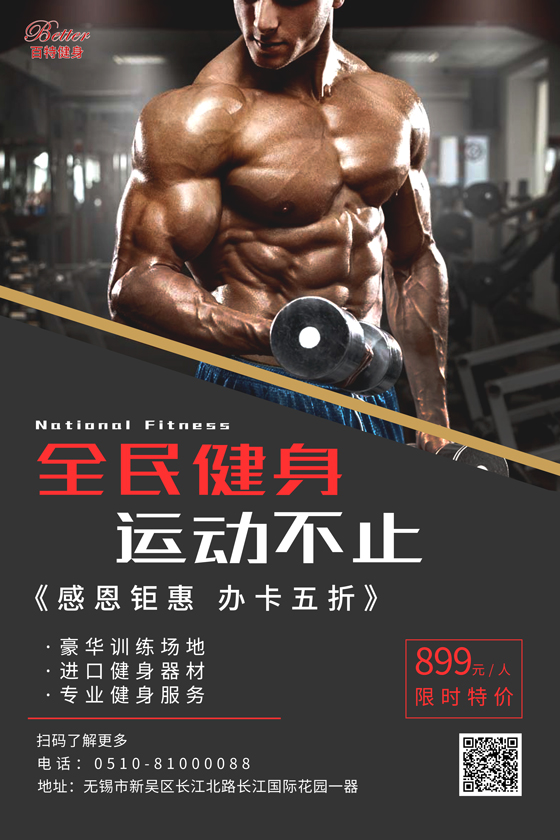 Better
百特健身
National Fitness
全民健身
运动不止
《感恩钜惠 办卡五折》
·豪华训练场地
·进口健身器材
·专业健身服务
899元/人
限时特价
扫码了解更多
电话：0510-81000088
地址：无锡市新吴区长江北路长江国际花园一器